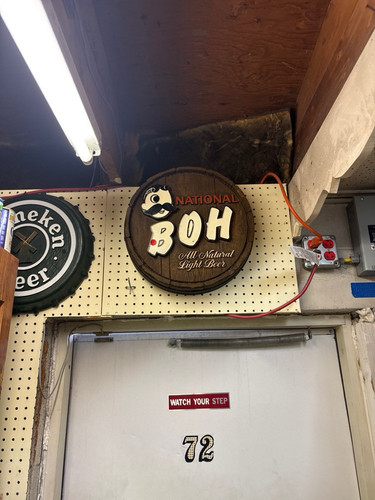 neken
eer
NATIONAL
BOH
All Natural
Light Beer
WATCH YOUR STEP
72